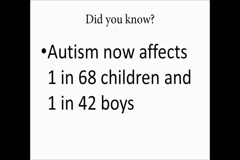 Did you know?
•Autism now affects
1 in 68 children and
1 in 42 boys